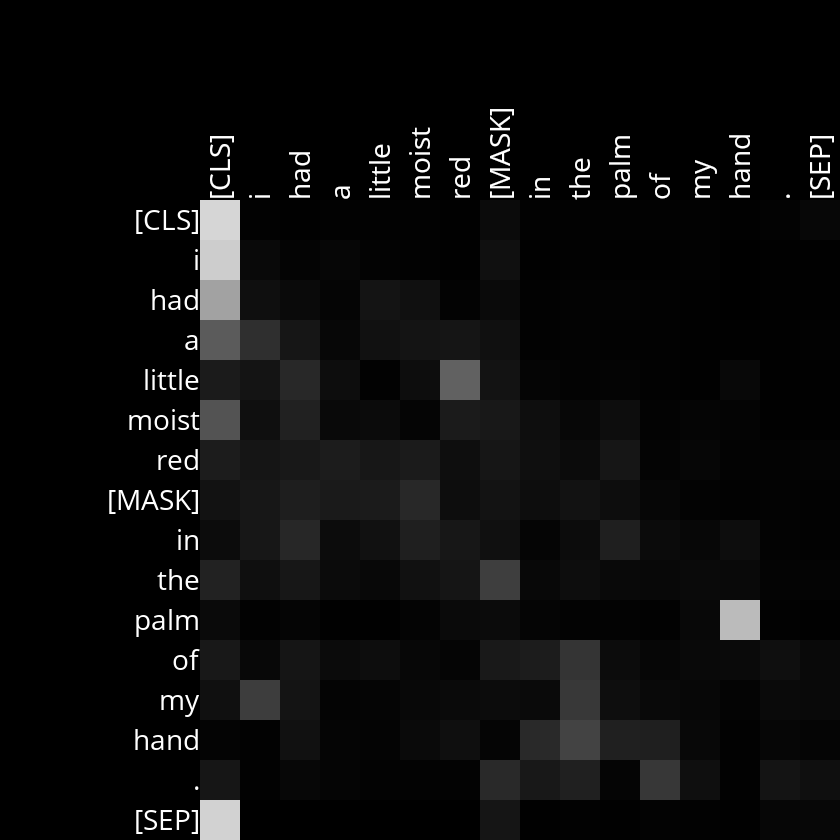 [CLS] i had a little moist red [MASK] in the palm of my hand . [SEP]
[CLS]
i
had
a
little
moist
red
[MASK]
in
the
palm
of
my
hand
.
[SEP]